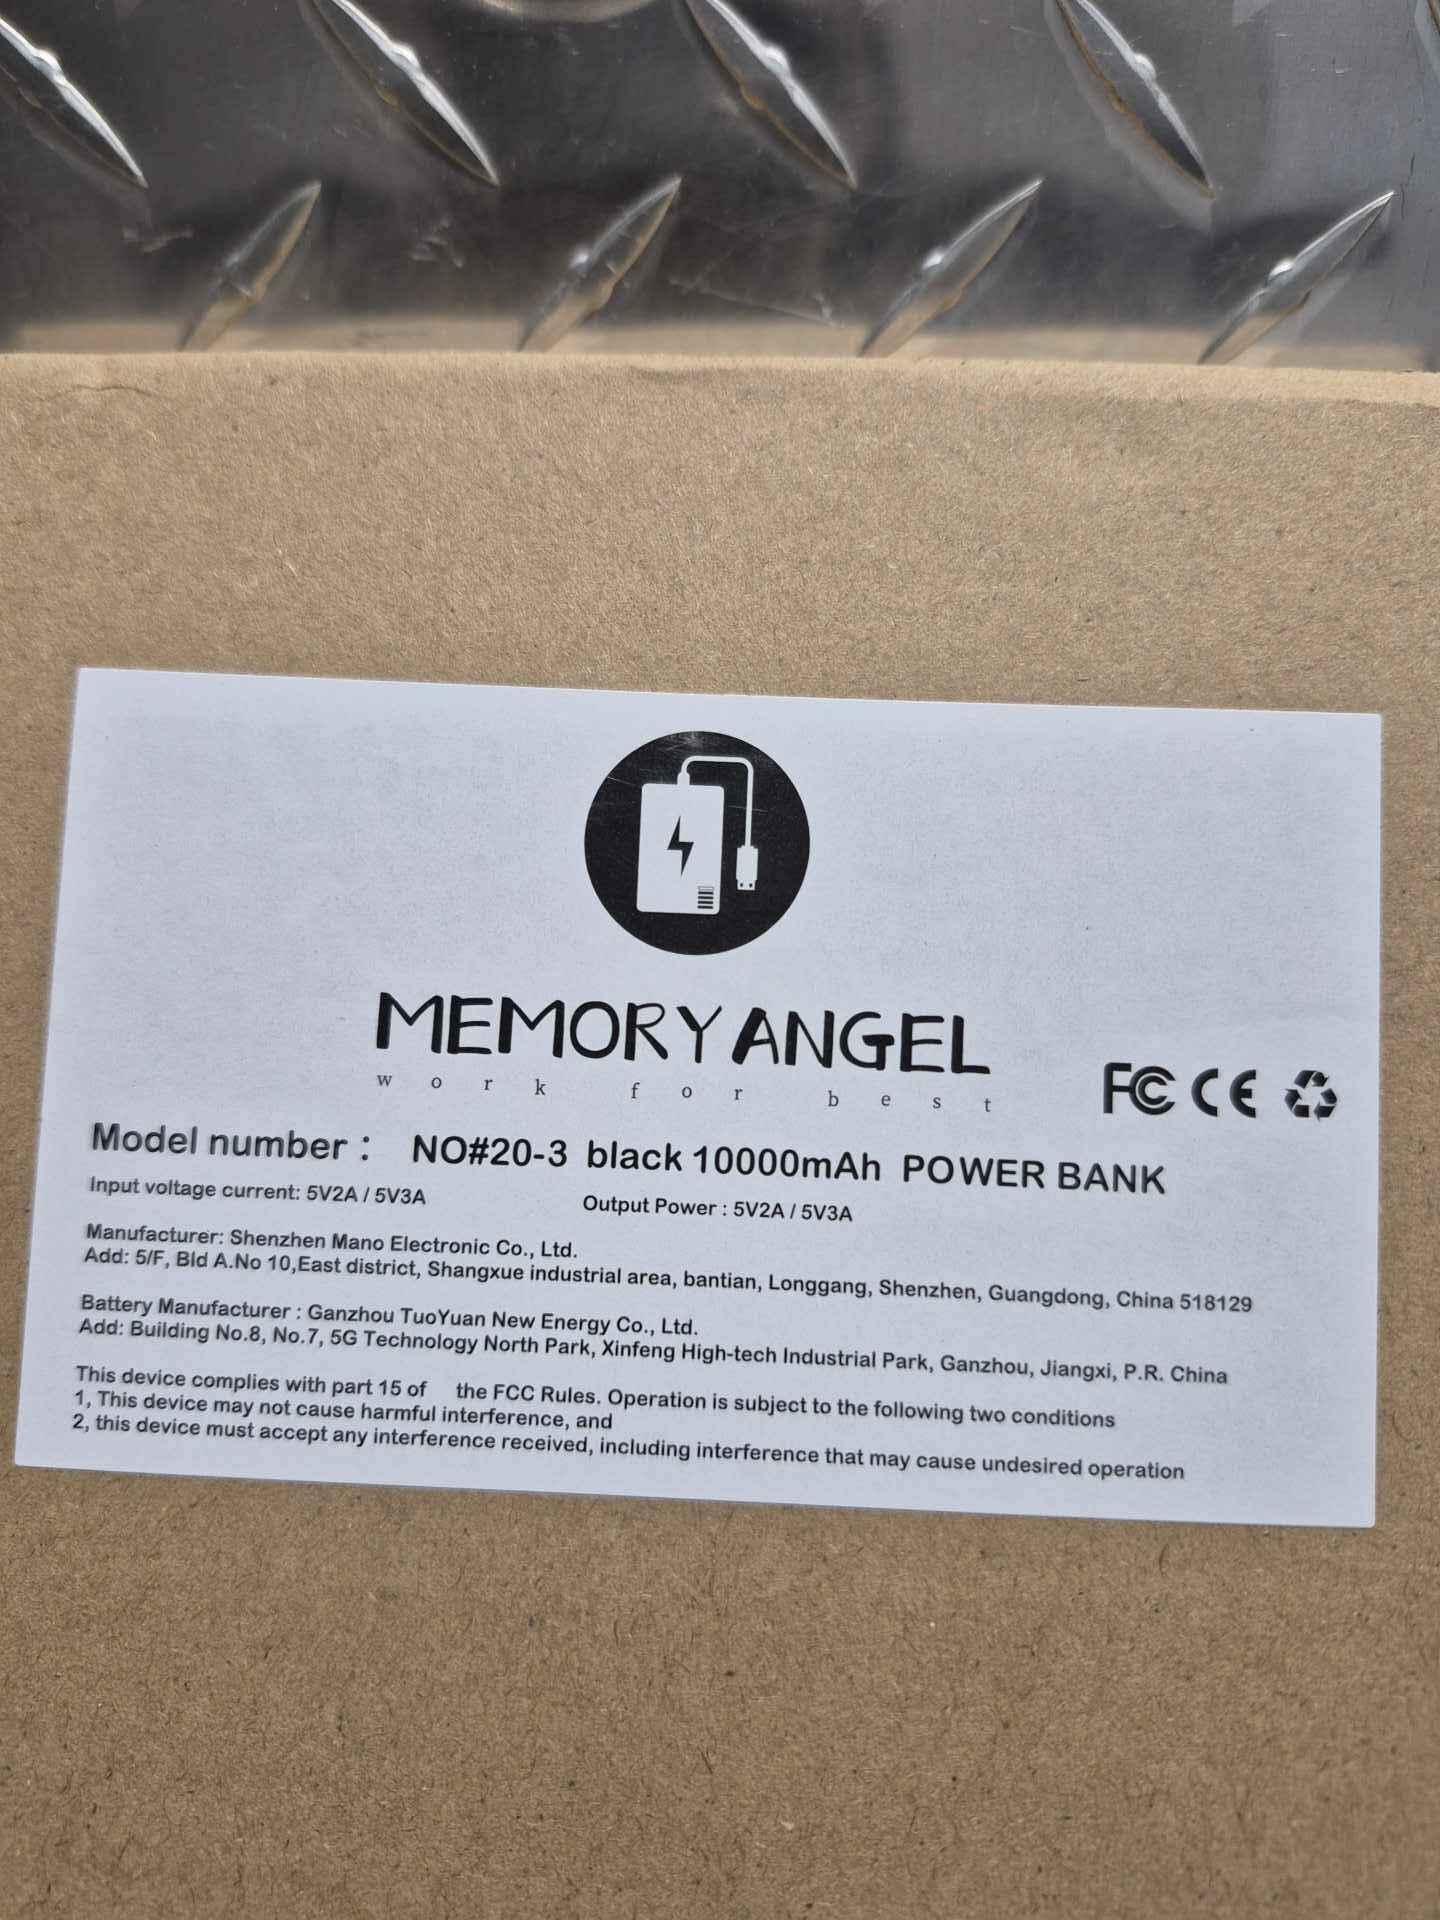 MEMORY ANGEL
work for best
FC CE
Model number： NO#20-3 black 10000mAh POWER BANK
Input voltage current: 5V2A / 5V3A Output Power : 5V2A / 5V3A
Manufacturer: Shenzhen Mano Electronic Co., Ltd.
Add: 5/F, Bld A.No 10,East district, Shangxue industrial area, bantian, Longgang, Shenzhen, Guangdong, China 518129
Battery Manufacturer : Ganzhou TuoYuan New Energy Co., Ltd.
Add: Building No.8, No.7, 5G Technology North Park, Xinfeng High-tech Industrial Park, Ganzhou, Jiangxi, P.R. China
This device complies with part 15 of the FCC Rules. Operation is subject to the following two conditions
1, This device may not cause harmful interference, and
2, this device must accept any interference received, including interference that may cause undesired operation